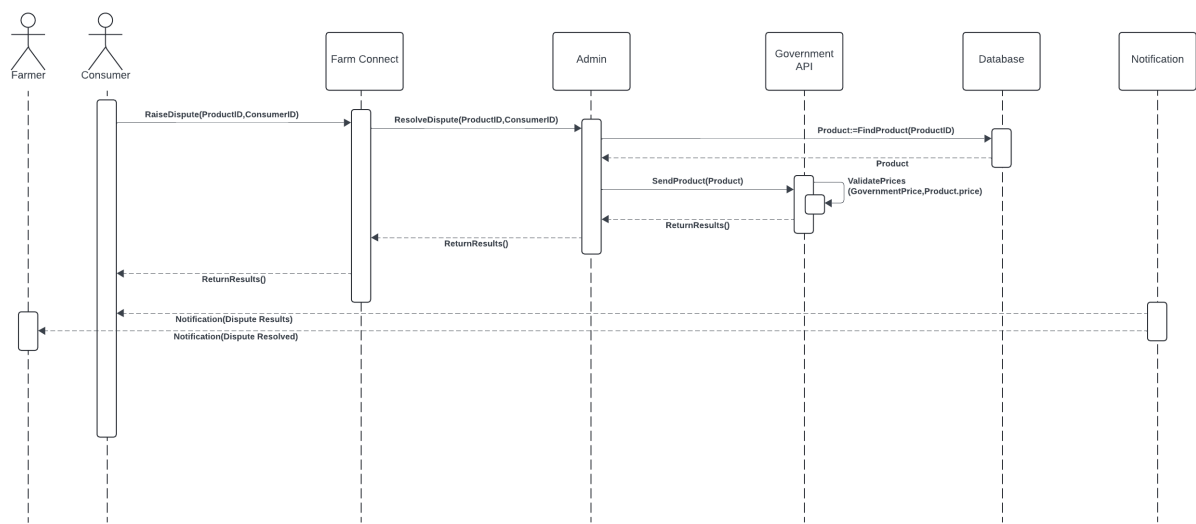 Farmer
Consumer
Farm Connect
Admin
Government
API
Database
Notification
RaiseDispute(ProductID,ConsumerID)
ResolveDispute(ProductID,ConsumerID)
Product:=FindProduct(ProductID)
Product
SendProduct(Product)
ValidatePrices
(GovernmentPrice,Product.price)
ReturnResults()
ReturnResults()
ReturnResults()
Notification(Dispute Results)
Notification(Dispute Resolved)